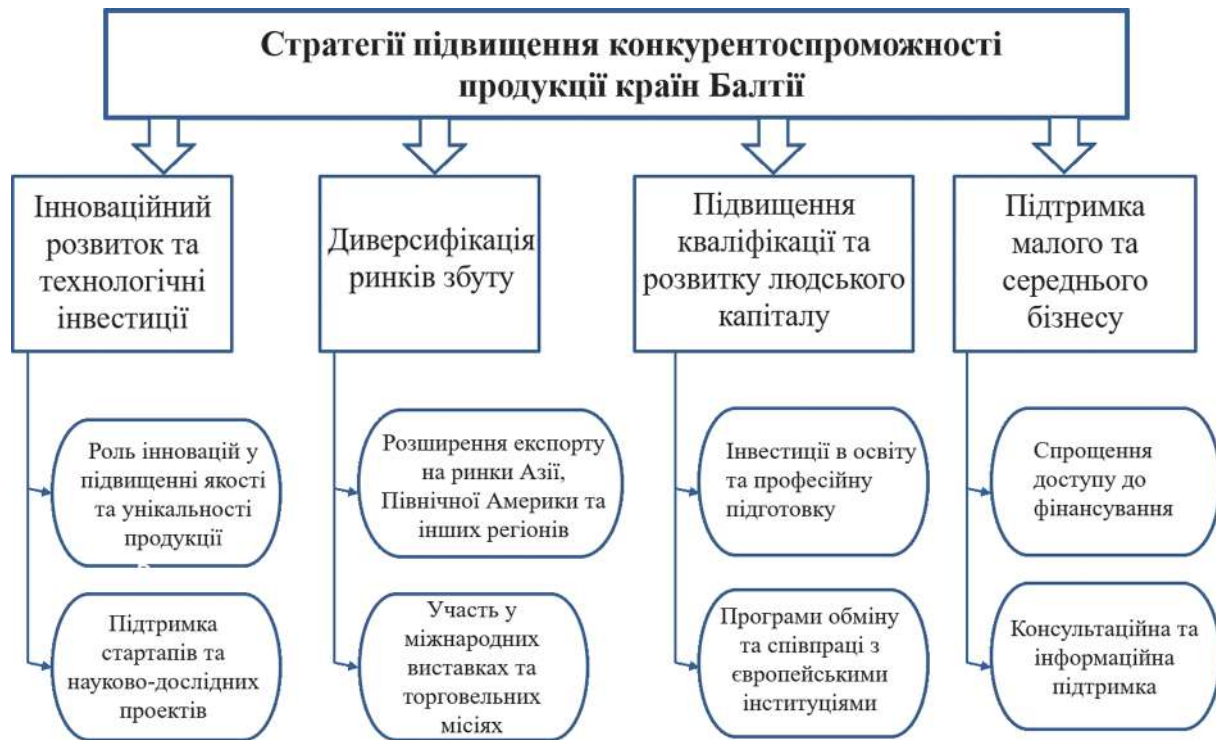 Стратегії підвищення конкурентоспроможності
продукції країн Балтії
Інноваційний
розвиток та
технологічні
інвестиції
Диверсифікація
ринків збуту
Підвищення
кваліфікації та
розвитку людського
капіталу
Підтримка
малого та
середнього
бізнесу
Роль інновацій у
підвищенні якості
та унікальності
продукції
Розширення експорту
на ринки Азії,
Північної Америки та
інших регіонів
Інвестиції в освіту
та професійну
підготовку
Спрощення
доступу до
фінансування
Підтримка
стартапів та
науково-дослідних
проектів
Участь у
міжнародних
виставках та
торговельних
місіях
Програми обміну
та співпраці з
європейськими
інституціями
Консультаційна та
інформаційна
підтримка